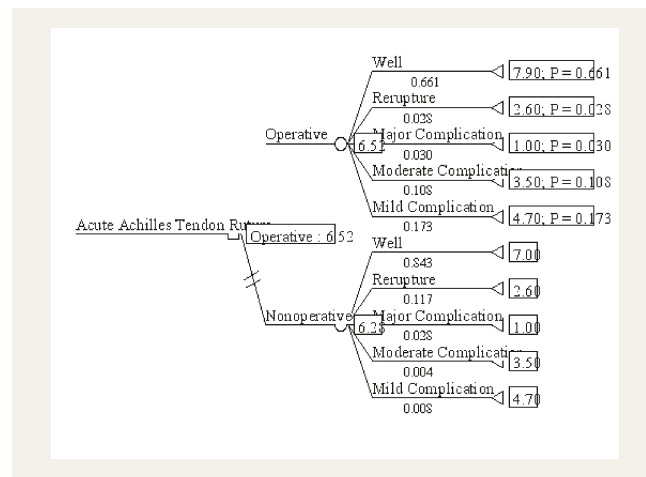 Well
0.661
7.90; P = 0.661
Rerupture
0.028
2.60; P = 0.028
Operative
6.52
Major Complication
0.030
1.00; P = 0.030
Moderate Complication
0.108
3.50; P = 0.108
Mild Complication
0.173
4.70; P = 0.173
Acute Achilles Tendon Ruture
Operative : 6.52
Well
0.843
7.00
Rerupture
0.117
2.60
Nonoperative
6.28
Major Complication
0.028
1.00
Moderate Complication
0.004
3.50
Mild Complication
0.008
4.70